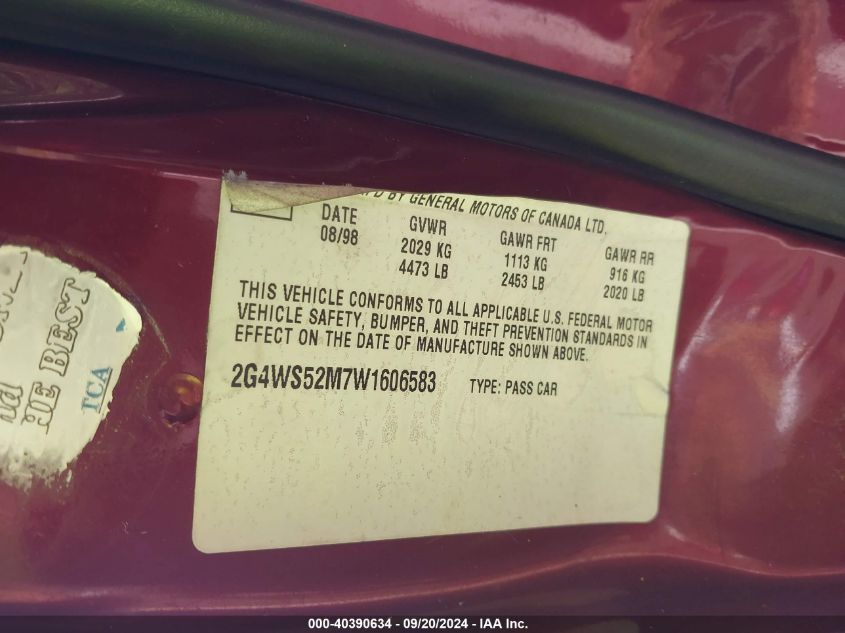 BY GENERAL MOTORS OF CANADA LTD.
DATE GVWR GAWR FRT GAWR RR
08/98 2029 KG 1113 KG 916 KG
4473 LB 2453 LB 2020 LB
THIS VEHICLE CONFORMS TO ALL APPLICABLE U.S. FEDERAL MOTOR
VEHICLE SAFETY, BUMPER, AND THEFT PREVENTION STANDARDS IN
EFFECT ON THE DATE OF MANUFACTURE SHOWN ABOVE.
2G4WS52M7W1606583 TYPE: PASS CAR
BEST
ICA
000-40390634 - 09/20/2024 - IAA Inc.